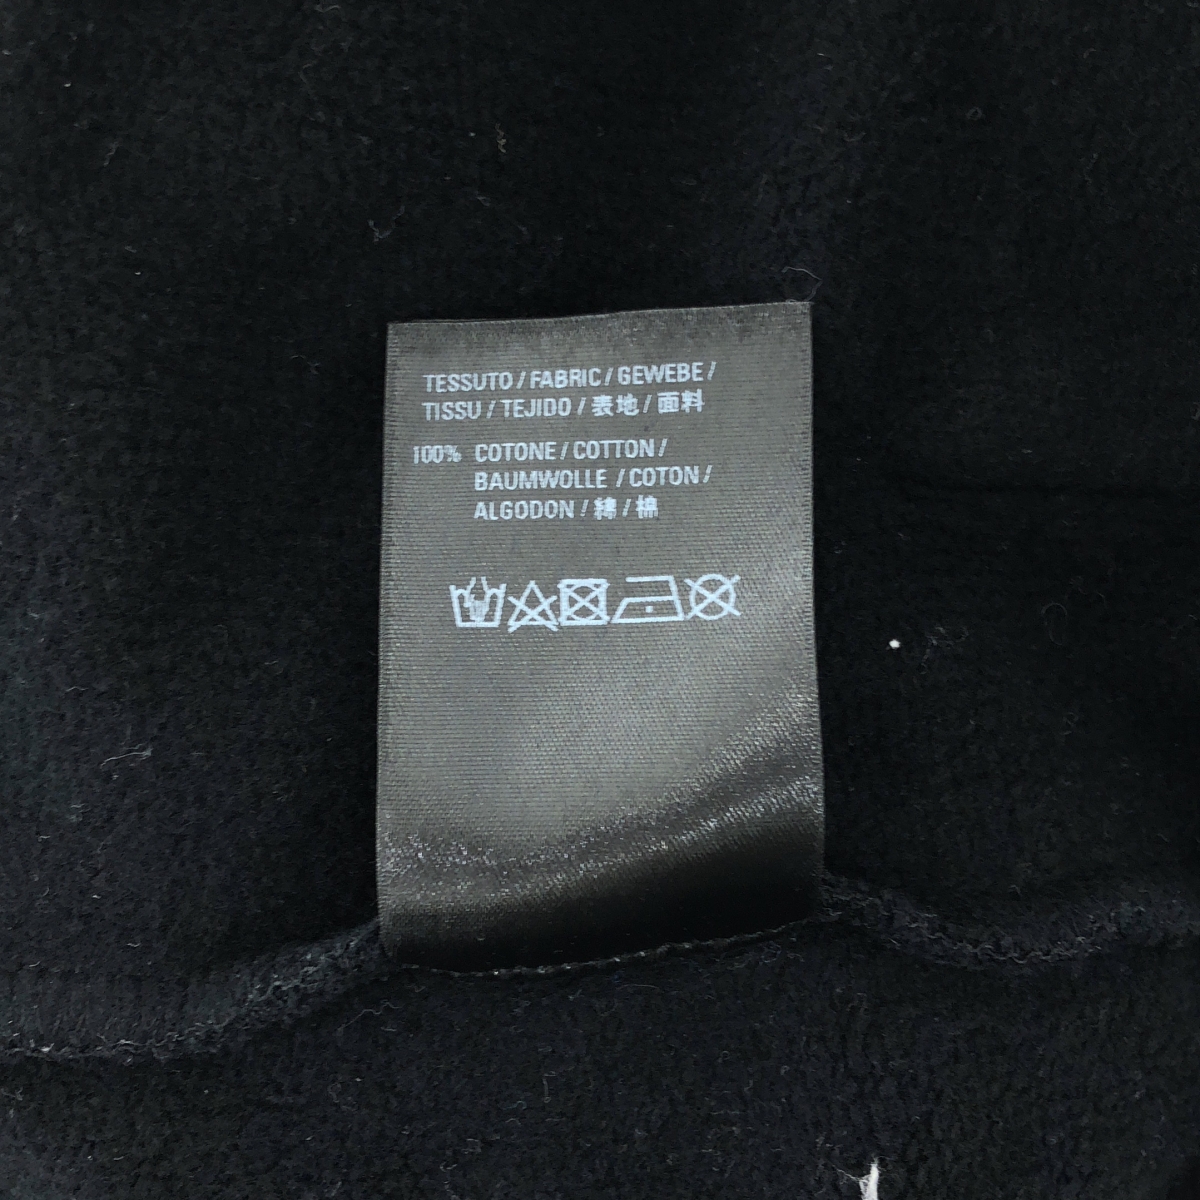 TESSUTO / FABRIC / GEWEBE /
TISSU / TEJIDO / 表地 / 面料
100% COTONE / COTTON /
BAUMWOLLE / COTON /
ALGODON / 綿 / 棉